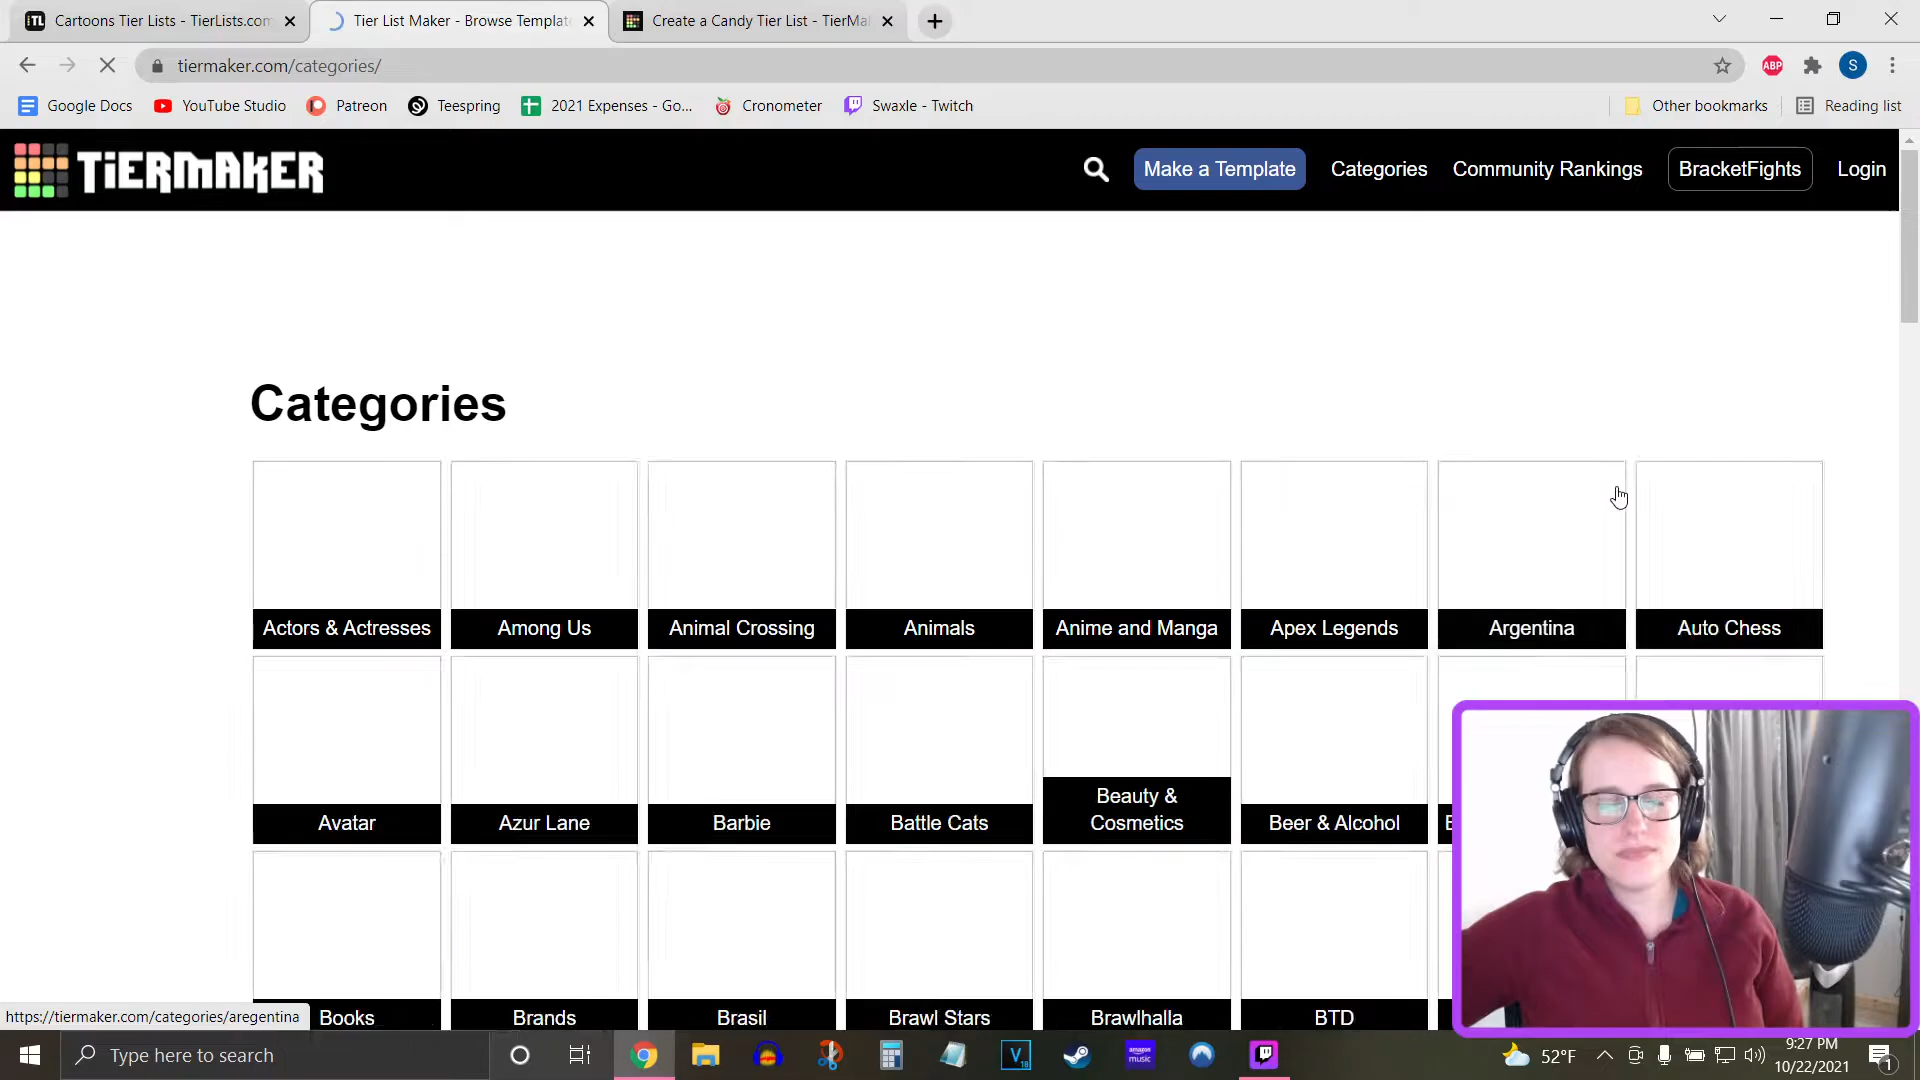 Cartoons Tier Lists - TierLists.com
Tier List Maker - Browse Template
Create a Candy Tier List - TierMa
tiermaker.com/categories/
ABP
S
Google Docs
YouTube Studio
Patreon
Teespring
2021 Expenses - Go...
Cronometer
Swaxle - Twitch
Other bookmarks
Reading list
TiERMAKER
Make a Template
Categories
Community Rankings
BracketFights
Login
Categories
Actors & Actresses
Among Us
Animal Crossing
Animals
Anime and Manga
Apex Legends
Argentina
Auto Chess
Avatar
Azur Lane
Barbie
Battle Cats
Beauty &
Cosmetics
Beer & Alcohol
Books
Brands
Brasil
Brawl Stars
Brawlhalla
BTD
https://tiermaker.com/categories/aregentina
Type here to search
52°F
9:27 PM
10/22/2021
1